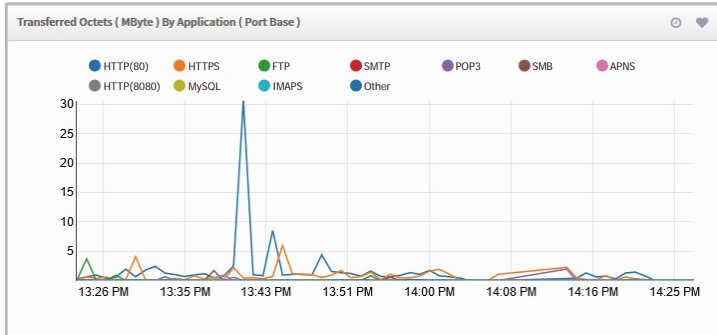 Transferred Octets ( MByte ) By Application ( Port Base )
HTTP(80) HTTPS FTP SMTP POP3 SMB APNS
HTTP(8080) MySQL IMAPS Other
30
25
20
15
10
5
13:26 PM 13:35 PM 13:43 PM 13:51 PM 14:00 PM 14:08 PM 14:16 PM 14:25 PM